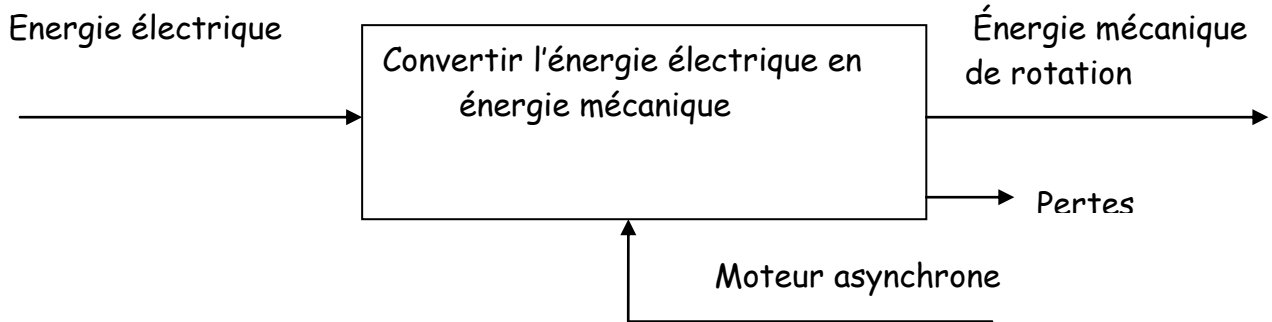 Energie électrique
Convertir l'énergie électrique en
énergie mécanique
Énergie mécanique
de rotation
Pertes
Moteur asynchrone